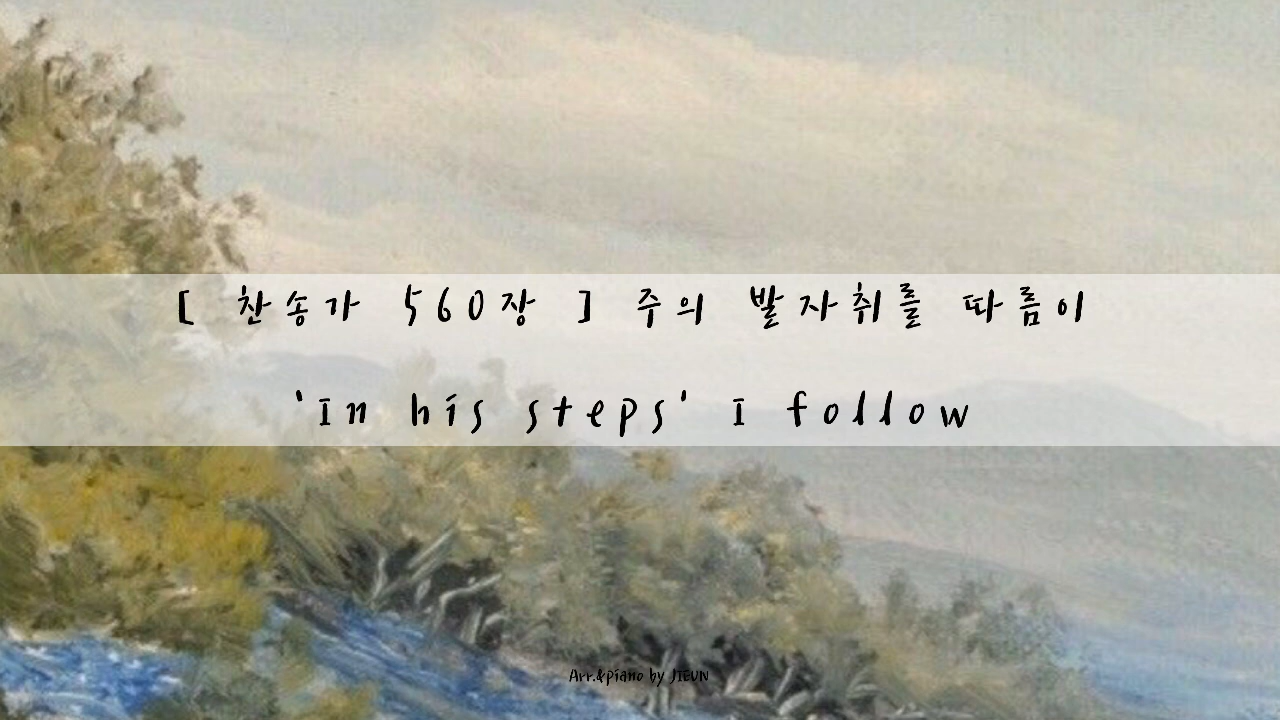 [ 찬송가 560장 ] 주의 발자취를 따름이
'In his steps' I follow
Arr.&piano by JIEUN